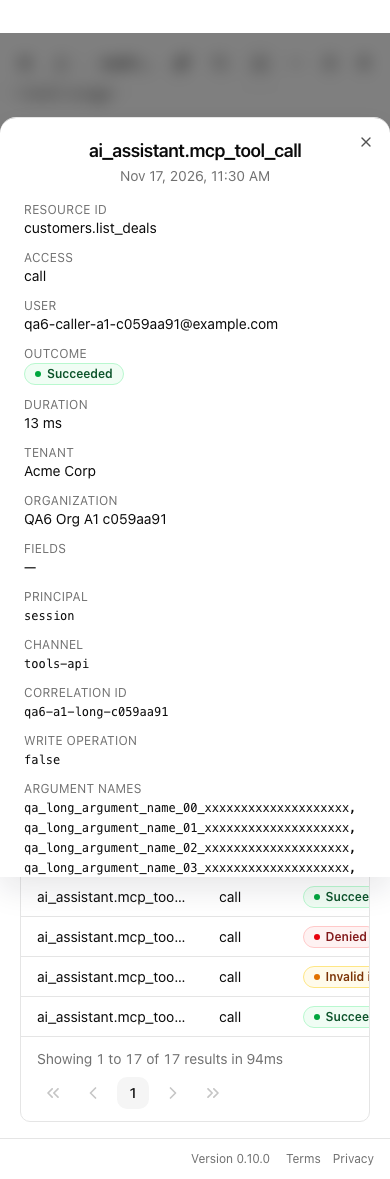 ai_assistant.mcp_tool_call
Nov 17, 2026, 11:30 AM
RESOURCE ID
customers.list_deals
ACCESS
call
USER
qa6-caller-a1-c059aa91@example.com
OUTCOME
Succeeded
DURATION
13 ms
TENANT
Acme Corp
ORGANIZATION
QA6 Org A1 c059aa91
FIELDS
—
PRINCIPAL
session
CHANNEL
tools-api
CORRELATION ID
qa6-a1-long-c059aa91
WRITE OPERATION
false
ARGUMENT NAMES
qa_long_argument_name_00_xxxxxxxxxxxxxxxxxxxx,
qa_long_argument_name_01_xxxxxxxxxxxxxxxxxxxx,
qa_long_argument_name_02_xxxxxxxxxxxxxxxxxxxx,
qa_long_argument_name_03_xxxxxxxxxxxxxxxxxxxx,
ai_assistant.mcp_too... call Succee
ai_assistant.mcp_too... call Denied
ai_assistant.mcp_too... call Invalid i
ai_assistant.mcp_too... call Succee
Showing 1 to 17 of 17 results in 94ms
1
Version 0.10.0 Terms Privacy